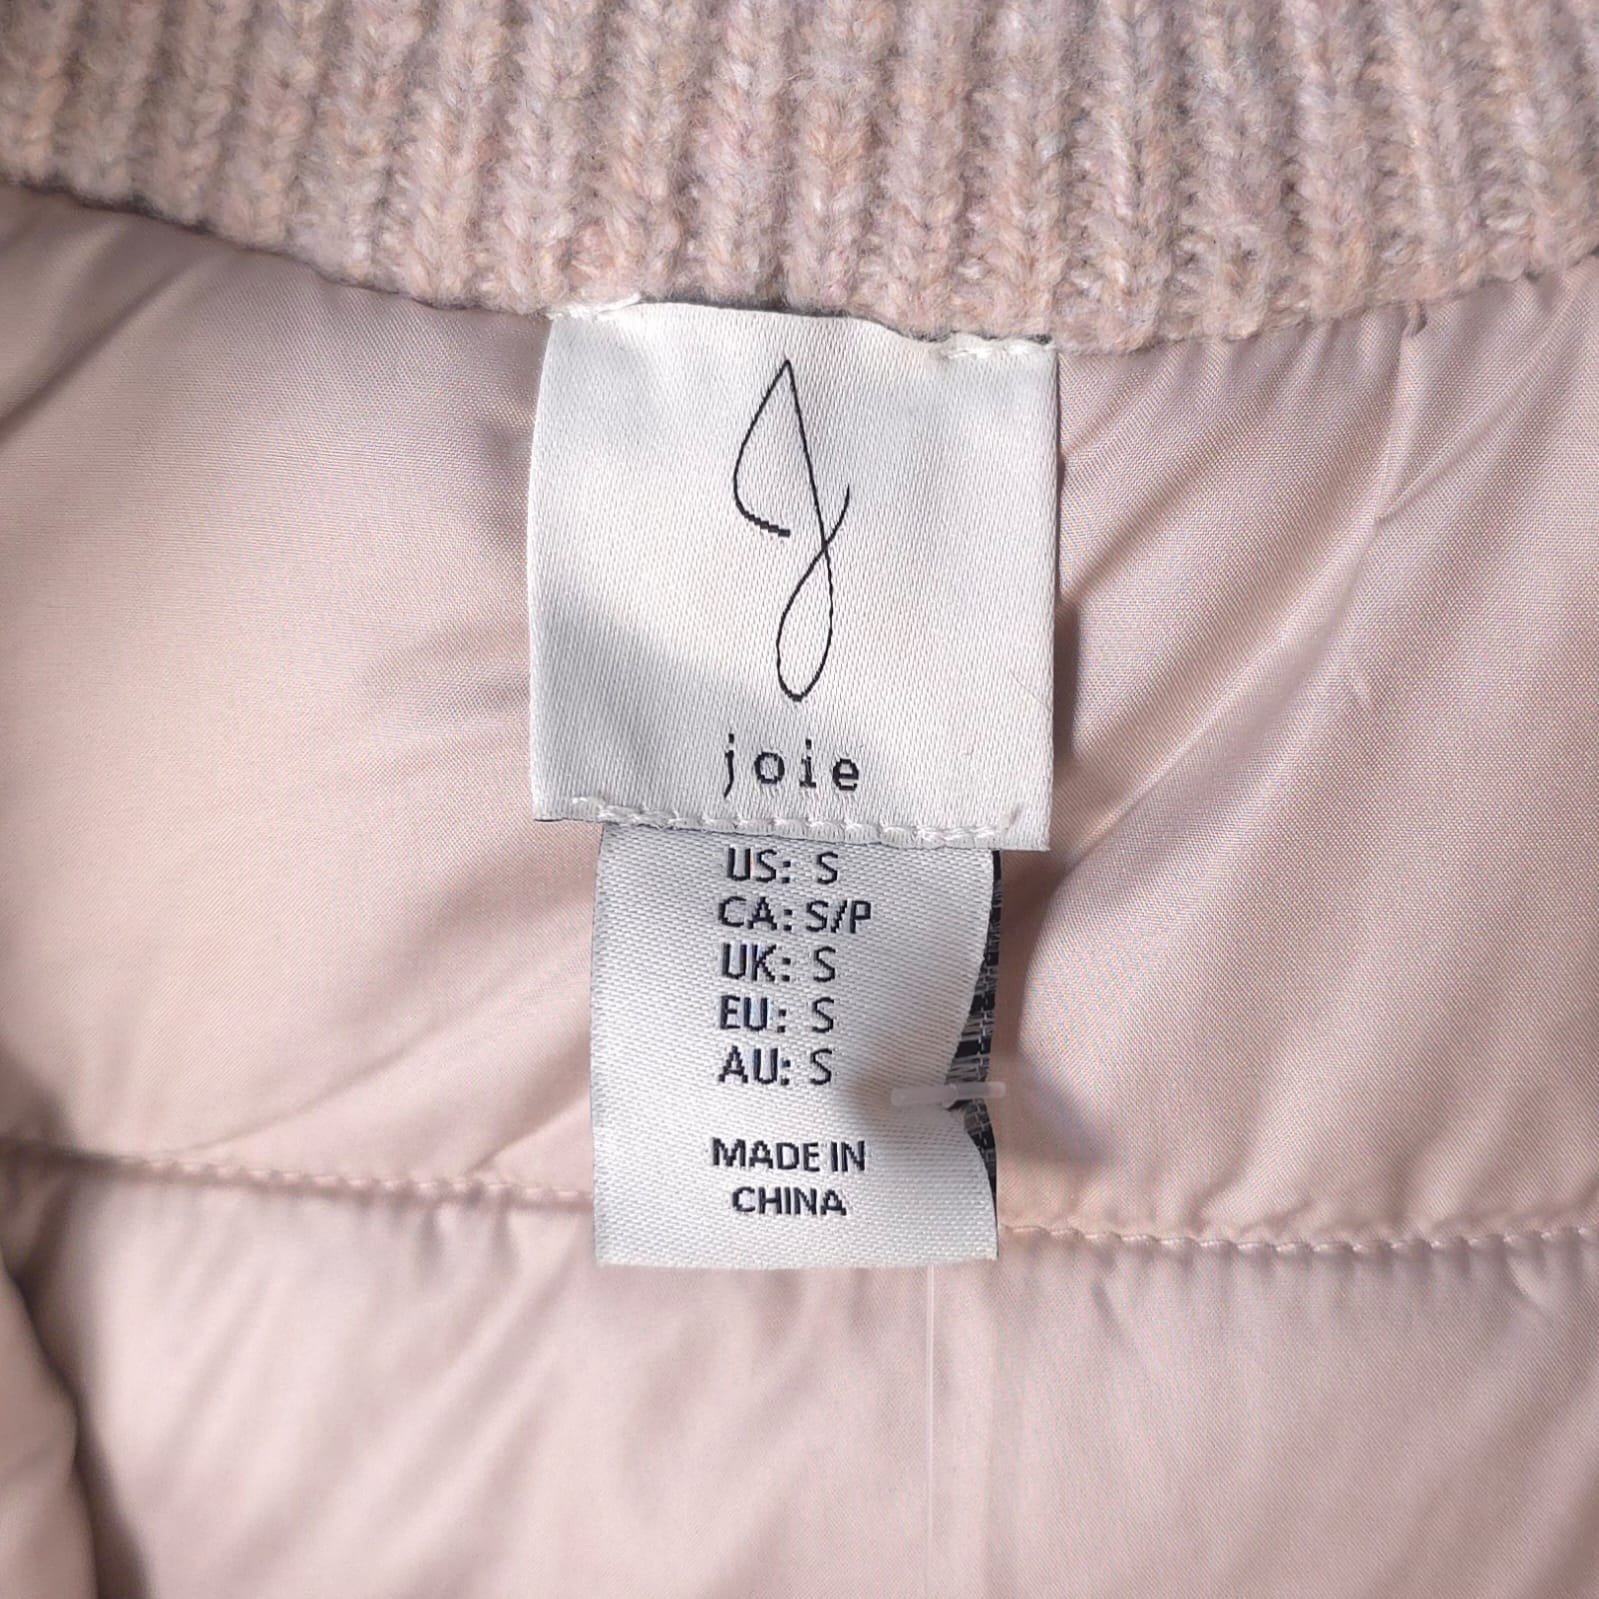 joie
US: S
CA: S/P
UK: S
EU: S
AU: S
MADE IN
CHINA